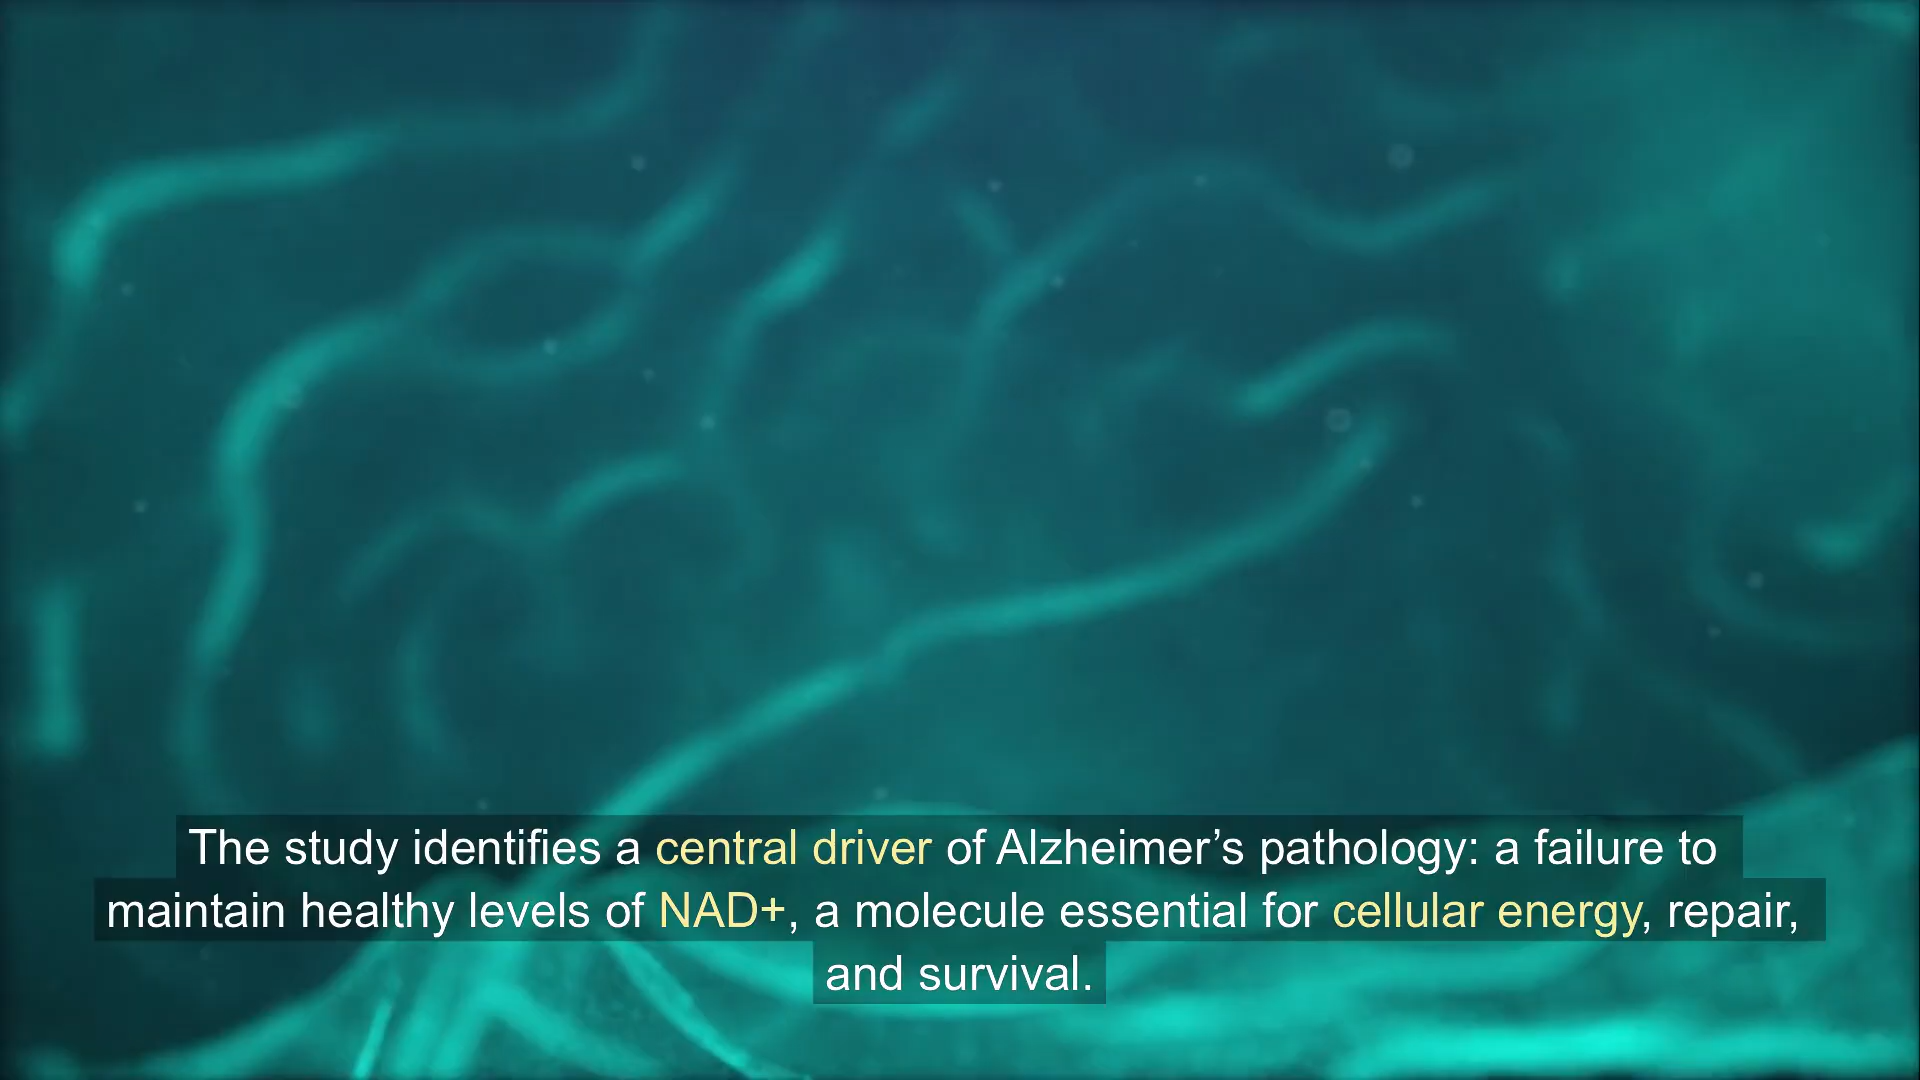 The study identifies a central driver of Alzheimer’s pathology: a failure to
maintain healthy levels of NAD+, a molecule essential for cellular energy, repair,
and survival.